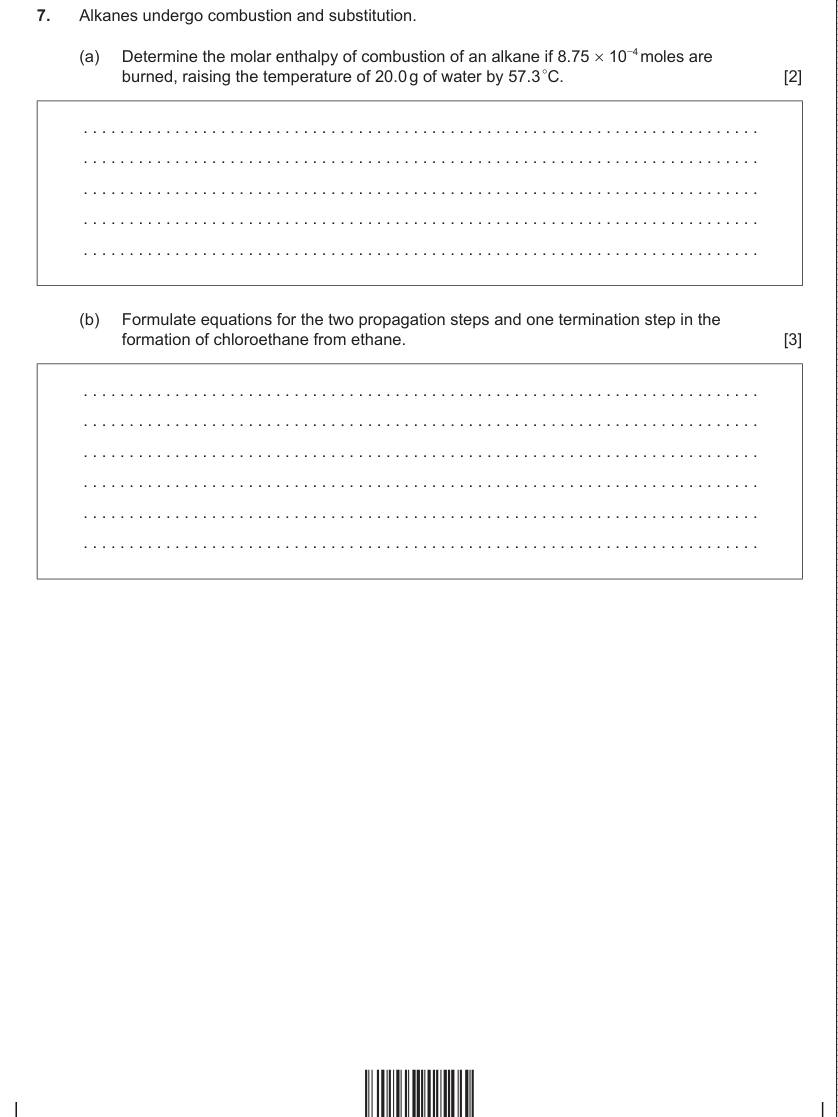 7. Alkanes undergo combustion and substitution.
(a) Determine the molar enthalpy of combustion of an alkane if 8.75 × 10⁻⁴ moles are
burned, raising the temperature of 20.0 g of water by 57.3 °C. [2]
(b) Formulate equations for the two propagation steps and one termination step in the
formation of chloroethane from ethane. [3]